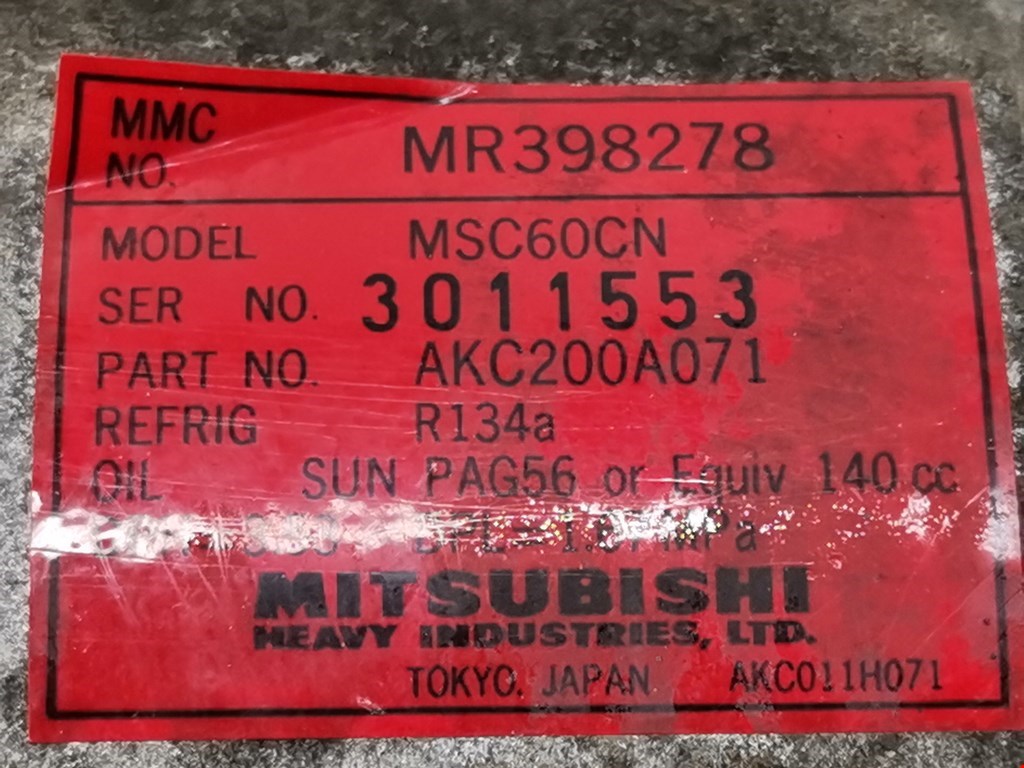 MMC NO. MR398278
MODEL MSC60CN
SER NO. 3011553
PART NO. AKC200A071
REFRIG R134a
OIL SUN PAG56 or Equiv 140 cc
MPa
MITSUBISHI
HEAVY INDUSTRIES, LTD.
TOKYO, JAPAN AKC011H071